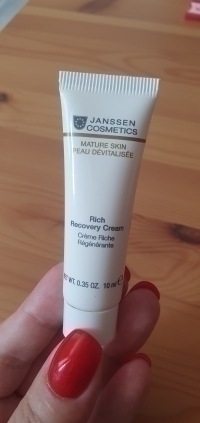 JANSSEN
COSMETICS
MATURE SKIN
PEAU DÉVITALISÉE
Rich
Recovery Cream
Crème Riche
Régénérante
NET WT. 0.35 OZ. 10 ml ℮